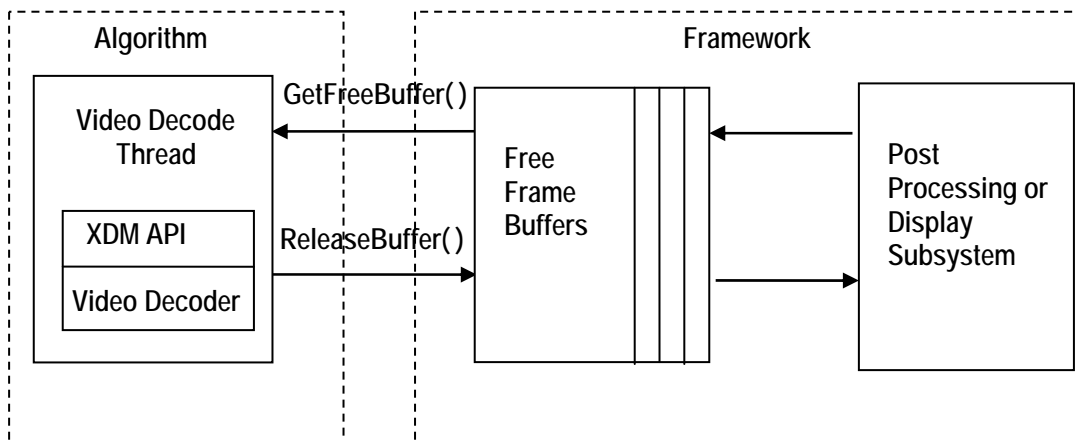 Algorithm
Framework
GetFreeBuffer( )
Video Decode
Thread
XDM API
Video Decoder
ReleaseBuffer( )
Free
Frame
Buffers
Post
Processing or
Display
Subsystem